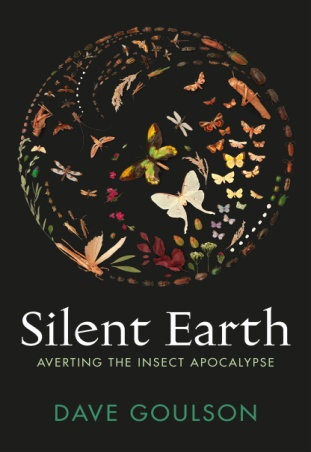 Silent Earth
AVERTING THE INSECT APOCALYPSE
DAVE GOULSON